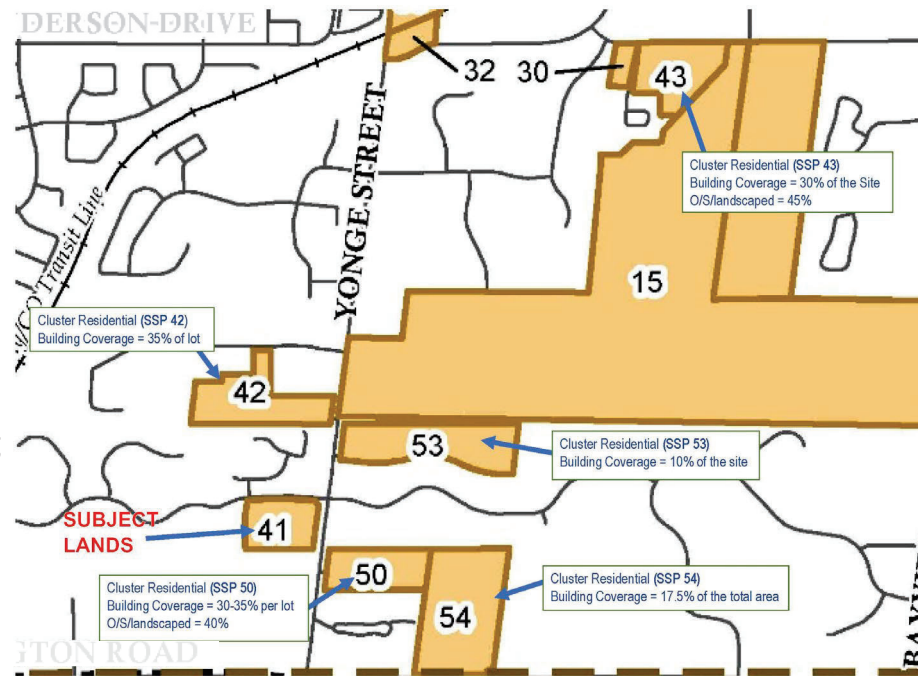 DERSON-DRIVE
32
30
43
YONGE STREET
Cluster Residential (SSP 43)
Building Coverage = 30% of the Site
O/S/landscaped = 45%
Transit Line
15
Cluster Residential (SSP 42)
Building Coverage = 35% of lot
42
53
Cluster Residential (SSP 53)
Building Coverage = 10% of the site
SUBJECT
LANDS
41
50
Cluster Residential (SSP 50)
Building Coverage = 30-35% per lot
O/S/landscaped = 40%
54
Cluster Residential (SSP 54)
Building Coverage = 17.5% of the total area
GTON ROAD